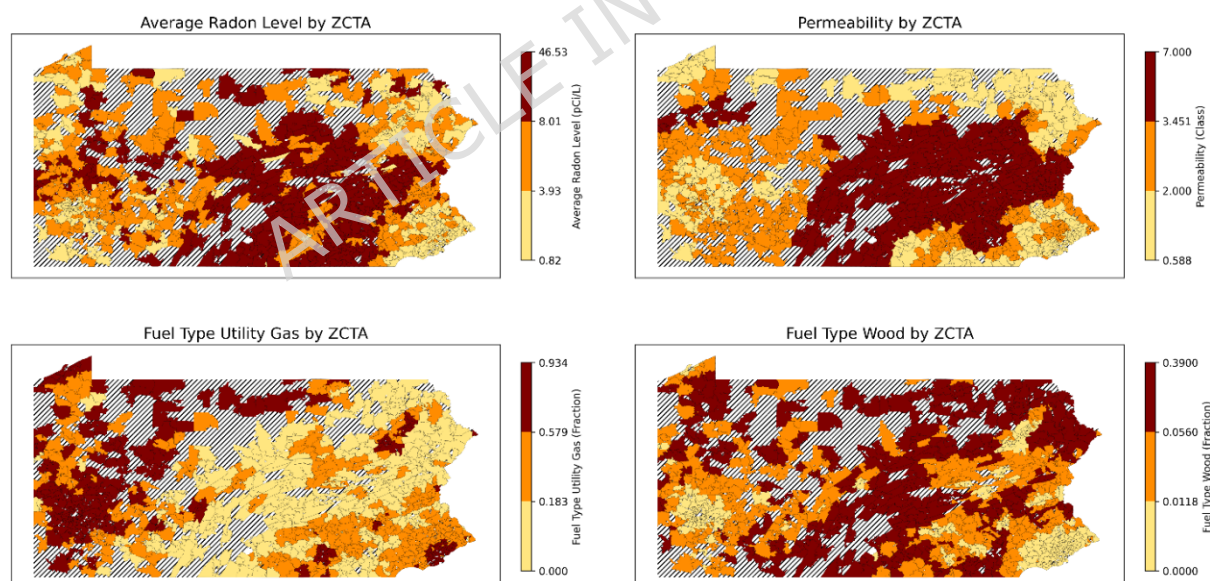 Average Radon Level by ZCTA
46.53
8.01
3.93
0.82
Average Radon Level (pCi/L)
Permeability by ZCTA
7.000
3.451
2.000
0.588
Permeability (Class)
ARTICLE IN
Fuel Type Utility Gas by ZCTA
0.934
0.579
0.183
0.000
Fuel Type Utility Gas (Fraction)
Fuel Type Wood by ZCTA
0.3900
0.0560
0.0118
0.0000
Fuel Type Wood (Fraction)